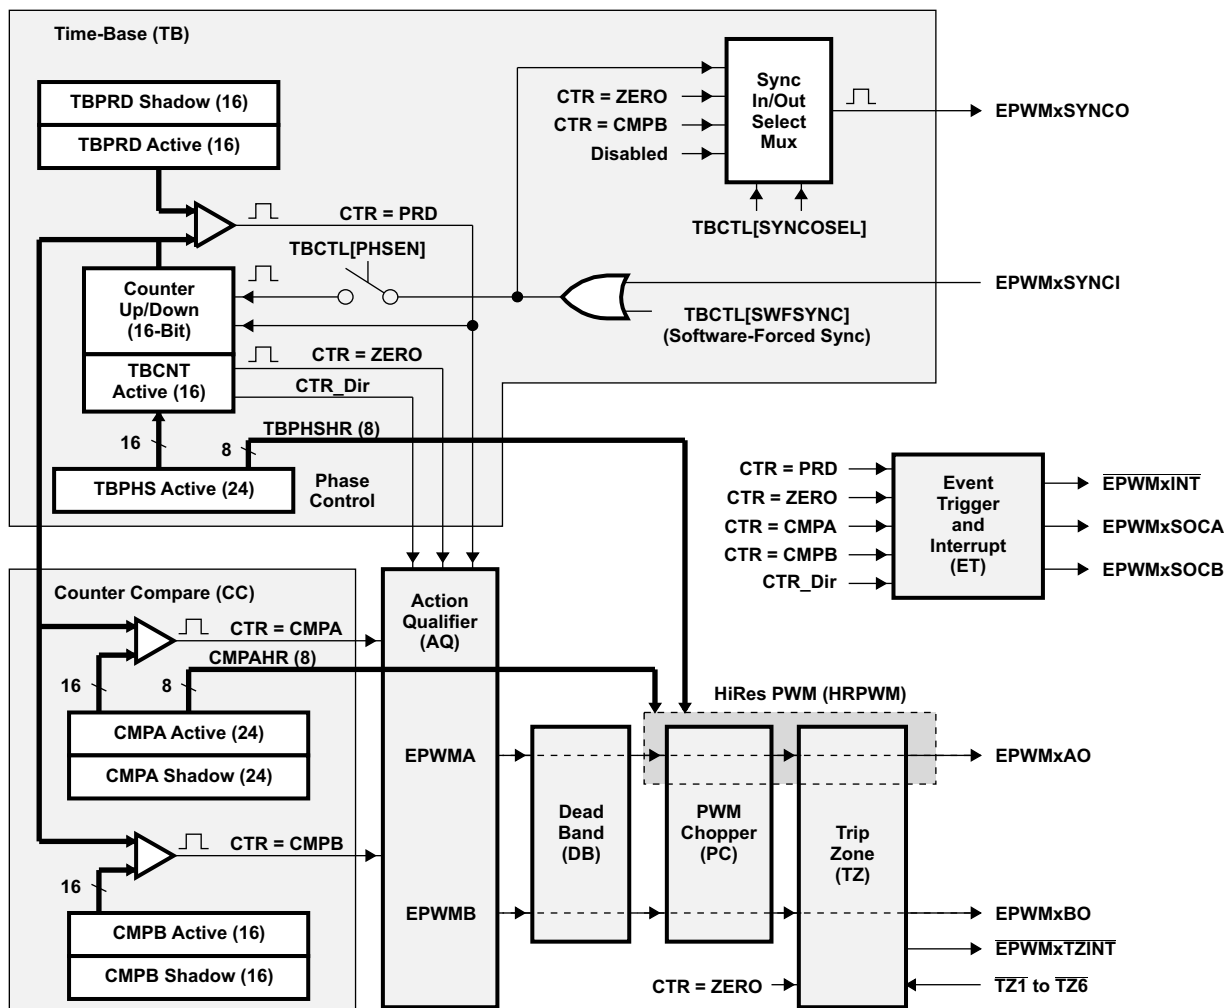 Time-Base (TB)
TBPRD Shadow (16)
TBPRD Active (16)
CTR = PRD
TBCTL[PHSEN]
Counter
Up/Down
(16-Bit)
TBCNT
Active (16)
CTR = ZERO
CTR_Dir
16
8
TBPHSHR (8)
TBPHS Active (24)
Phase
Control
CTR = ZERO
CTR = CMPB
Disabled
Sync
In/Out
Select
Mux
EPWMxSYNCO
TBCTL[SYNCOSEL]
EPWMxSYNCI
TBCTL[SWFSYNC]
(Software-Forced Sync)
CTR = PRD
CTR = ZERO
CTR = CMPA
CTR = CMPB
CTR_Dir
Event
Trigger
and
Interrupt
(ET)
EPWMxINT
EPWMxSOCA
EPWMxSOCB
Counter Compare (CC)
CTR = CMPA
16
8
CMPAHR (8)
CMPA Active (24)
CMPA Shadow (24)
CTR = CMPB
16
CMPB Active (16)
CMPB Shadow (16)
Action
Qualifier
(AQ)
EPWMA
EPWMB
Dead
Band
(DB)
HiRes PWM (HRPWM)
PWM
Chopper
(PC)
Trip
Zone
(TZ)
CTR = ZERO
EPWMxAO
EPWMxBO
EPWMxTZINT
TZ1 to TZ6